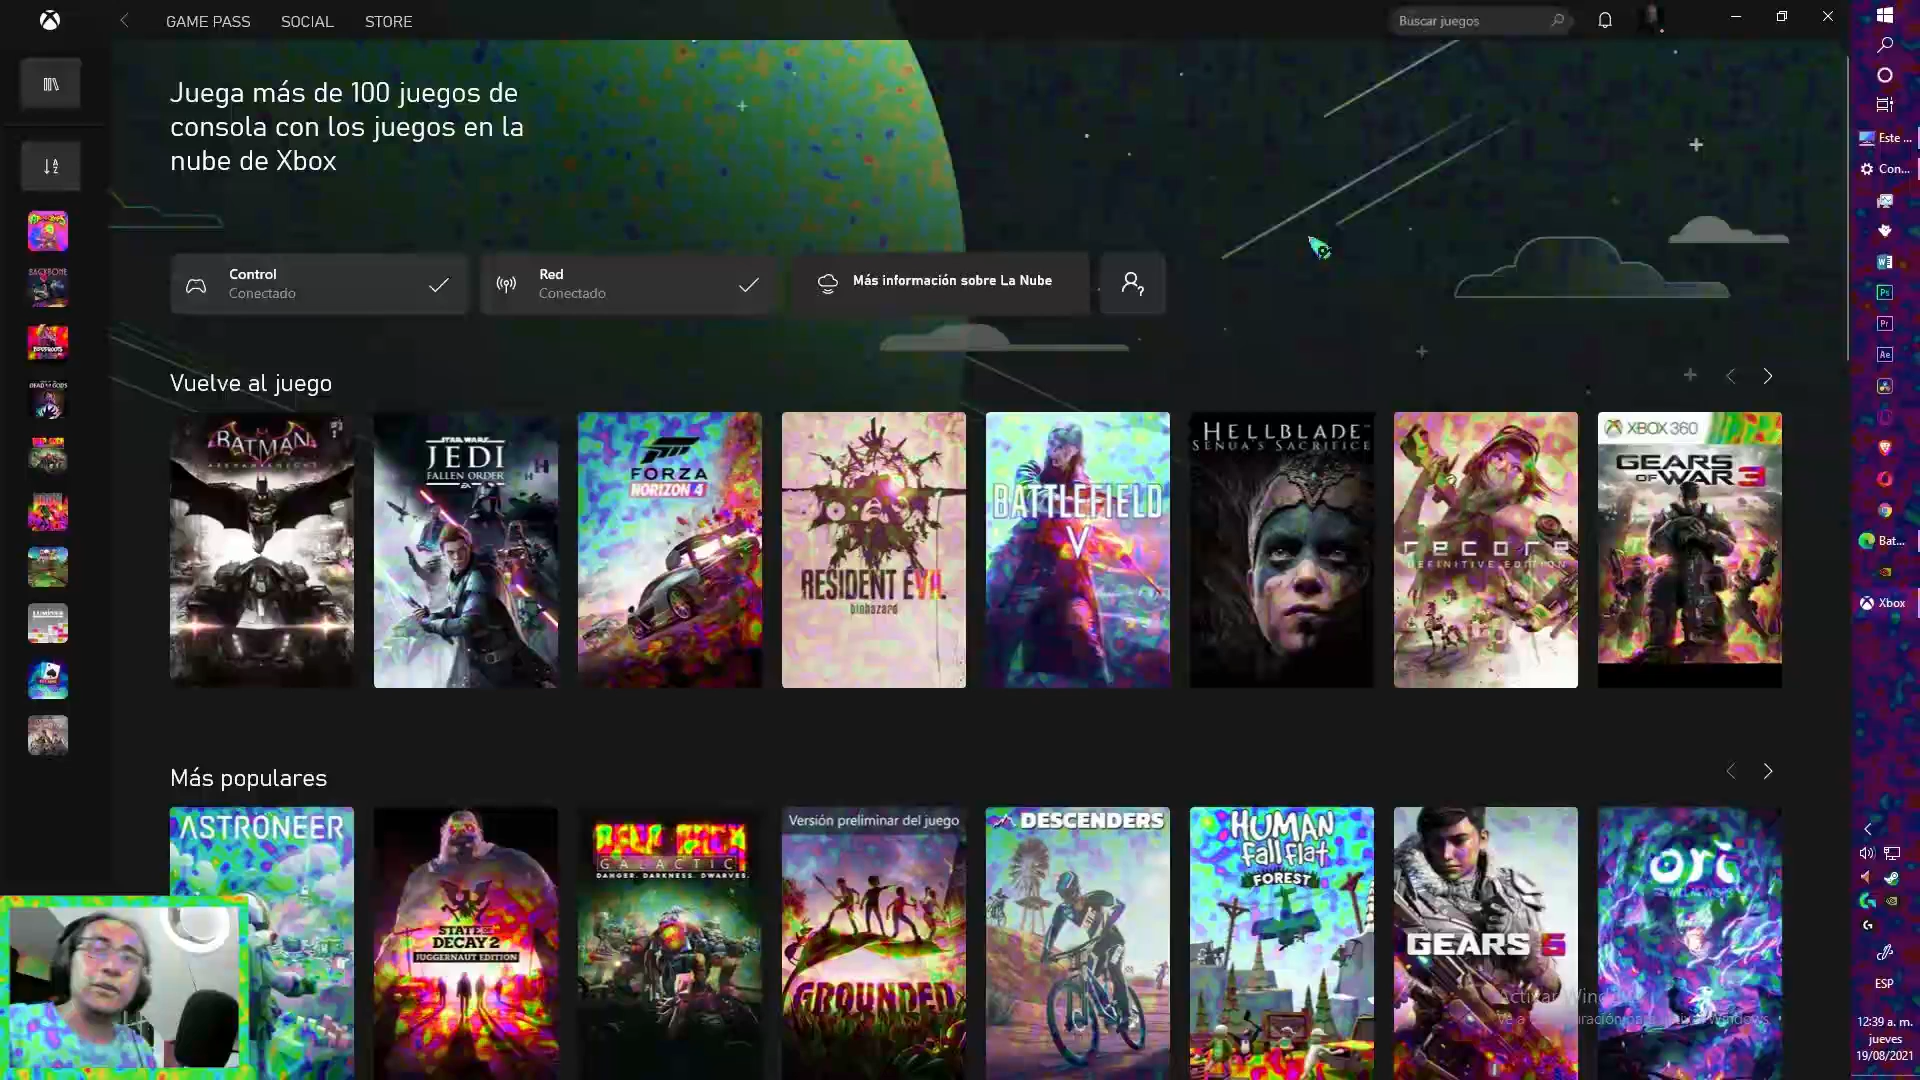 GAME PASS
SOCIAL
STORE
Buscar juegos
Juega más de 100 juegos de
consola con los juegos en la
nube de Xbox
Control
Conectado
Red
Conectado
Más información sobre La Nube
Vuelve al juego
BATMAN
STAR WARS
JEDI
FALLEN ORDER
FORZA
HORIZON 4
RESIDENT EVIL
biohazard
BATTLEFIELD
V
HELLBLADE
SENUA'S SACRIFICE
recore
DEFINITIVE EDITION
XBOX 360
GEARS
OF WAR 3
Más populares
ASTRONEER
STATE OF
DECAY 2
JUGGERNAUT EDITION
GALACTIC
DANGER. DARKNESS. DWARVES.
Versión preliminar del juego
GROUNDED
DESCENDERS
HUMAN
fall flat
FOREST
GEARS 5
ori
BACKBONE
Este ...
Con...
Ps
Pr
Ae
Bat...
Xbox
ESP
12:39 a. m.
jueves
19/08/2021